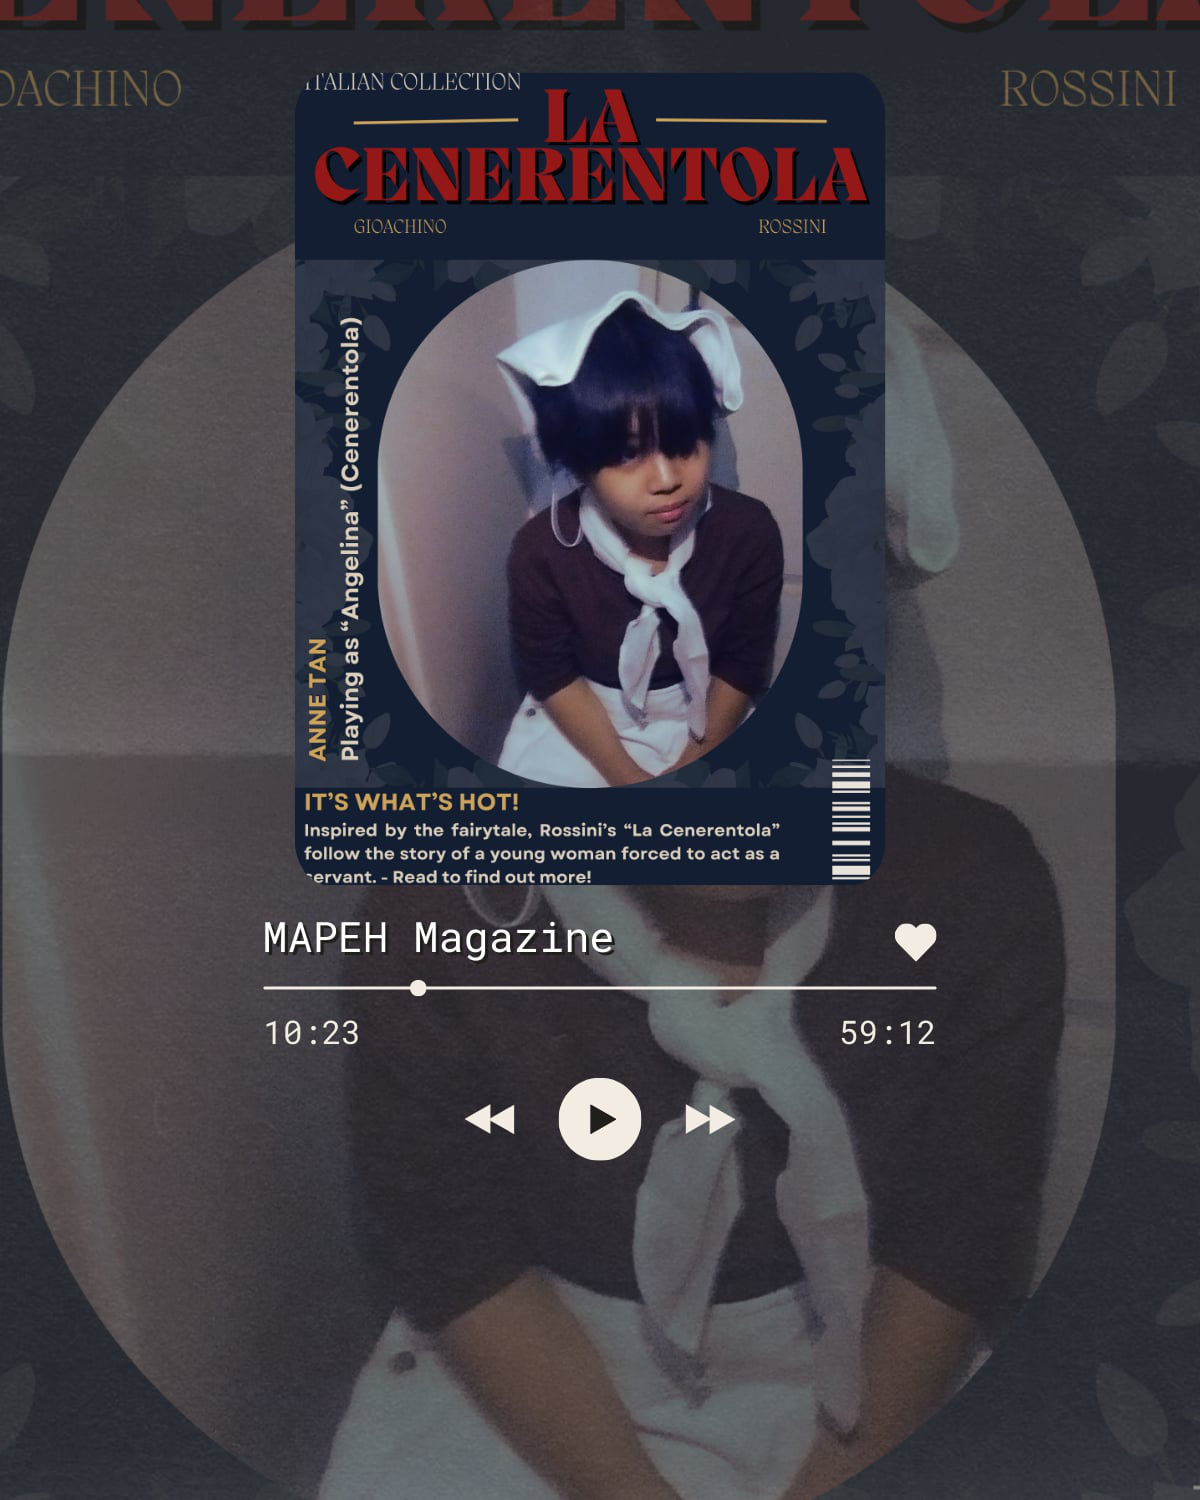 ITALIAN COLLECTION
LA
CENERENTOLA
GIOACHINO
ROSSINI
ANNE TAN
Playing as “Angelina” (Cenerentola)
IT’S WHAT’S HOT!
Inspired by the fairytale, Rossini’s “La Cenerentola”
follow the story of a young woman forced to act as a
servant. - Read to find out more!
MAPEH Magazine
10:23
59:12
ROSSINI